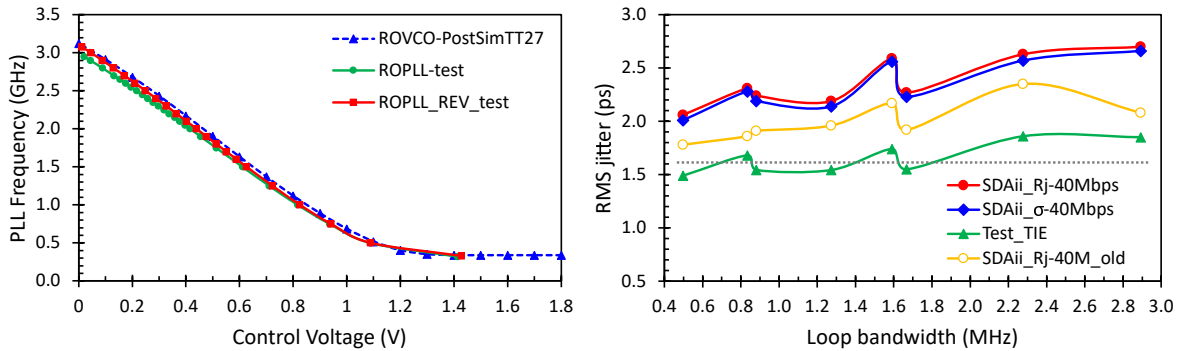 3.5
3.0
2.5
2.0
1.5
1.0
0.5
0.0
PLL Frequency (GHz)
ROVCO-PostSimTT27
ROPLL-test
ROPLL_REV_test
0 0.2 0.4 0.6 0.8 1 1.2 1.4 1.6 1.8
Control Voltage (V)
3.0
2.5
2.0
1.5
1.0
0.5
RMS jitter (ps)
SDAii_Rj-40Mbps
SDAii_σ-40Mbps
Test_TIE
SDAii_Rj-40M_old
0.4 0.6 0.8 1.0 1.2 1.4 1.6 1.8 2.0 2.2 2.4 2.6 2.8 3.0
Loop bandwidth (MHz)